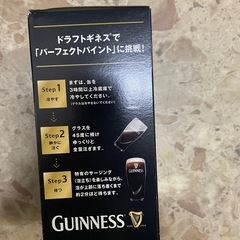 ドラフトギネスで
「パーフェクトパイント」に挑戦!
Step1
冷やす
まずは、缶を
3時間以上冷蔵庫で
冷やしてください。
Step2
静かに
注ぐ
グラスを
45度に傾け
ゆっくりと
全量注ぎます。
Step3
待つ
特有のサージング
(泡立ち)を楽しみながら、
泡が上部に落ち着くまで
約2分ほど待ちます。
GUINNESS